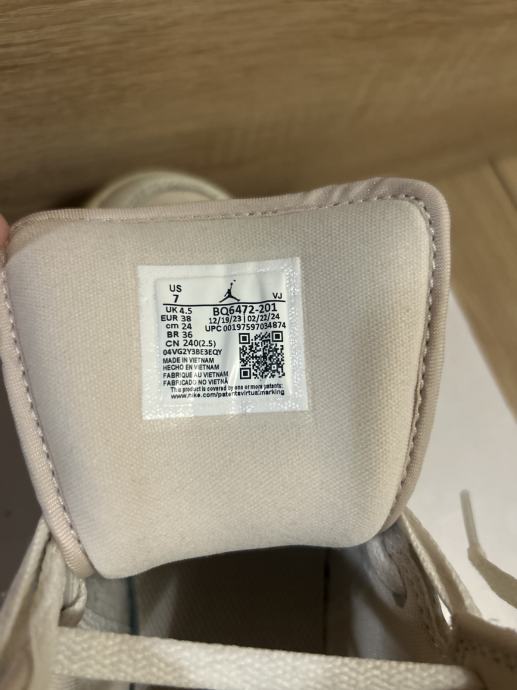 US
7 VJ
UK 4.5 BQ6472-201
EUR 38 12/19/23 | 02/22/24
cm 24 UPC 00197597034874
BR 36
CN 240(2.5)
04VG2Y3BE3EQY
MADE IN VIETNAM
HECHO EN VIETNAM
FABRIQUE AU VIETNAM
FABRICADO NO VIETNÃ
This product is covered by one or more patents:
www.nike.com/patentsvirtualmarking